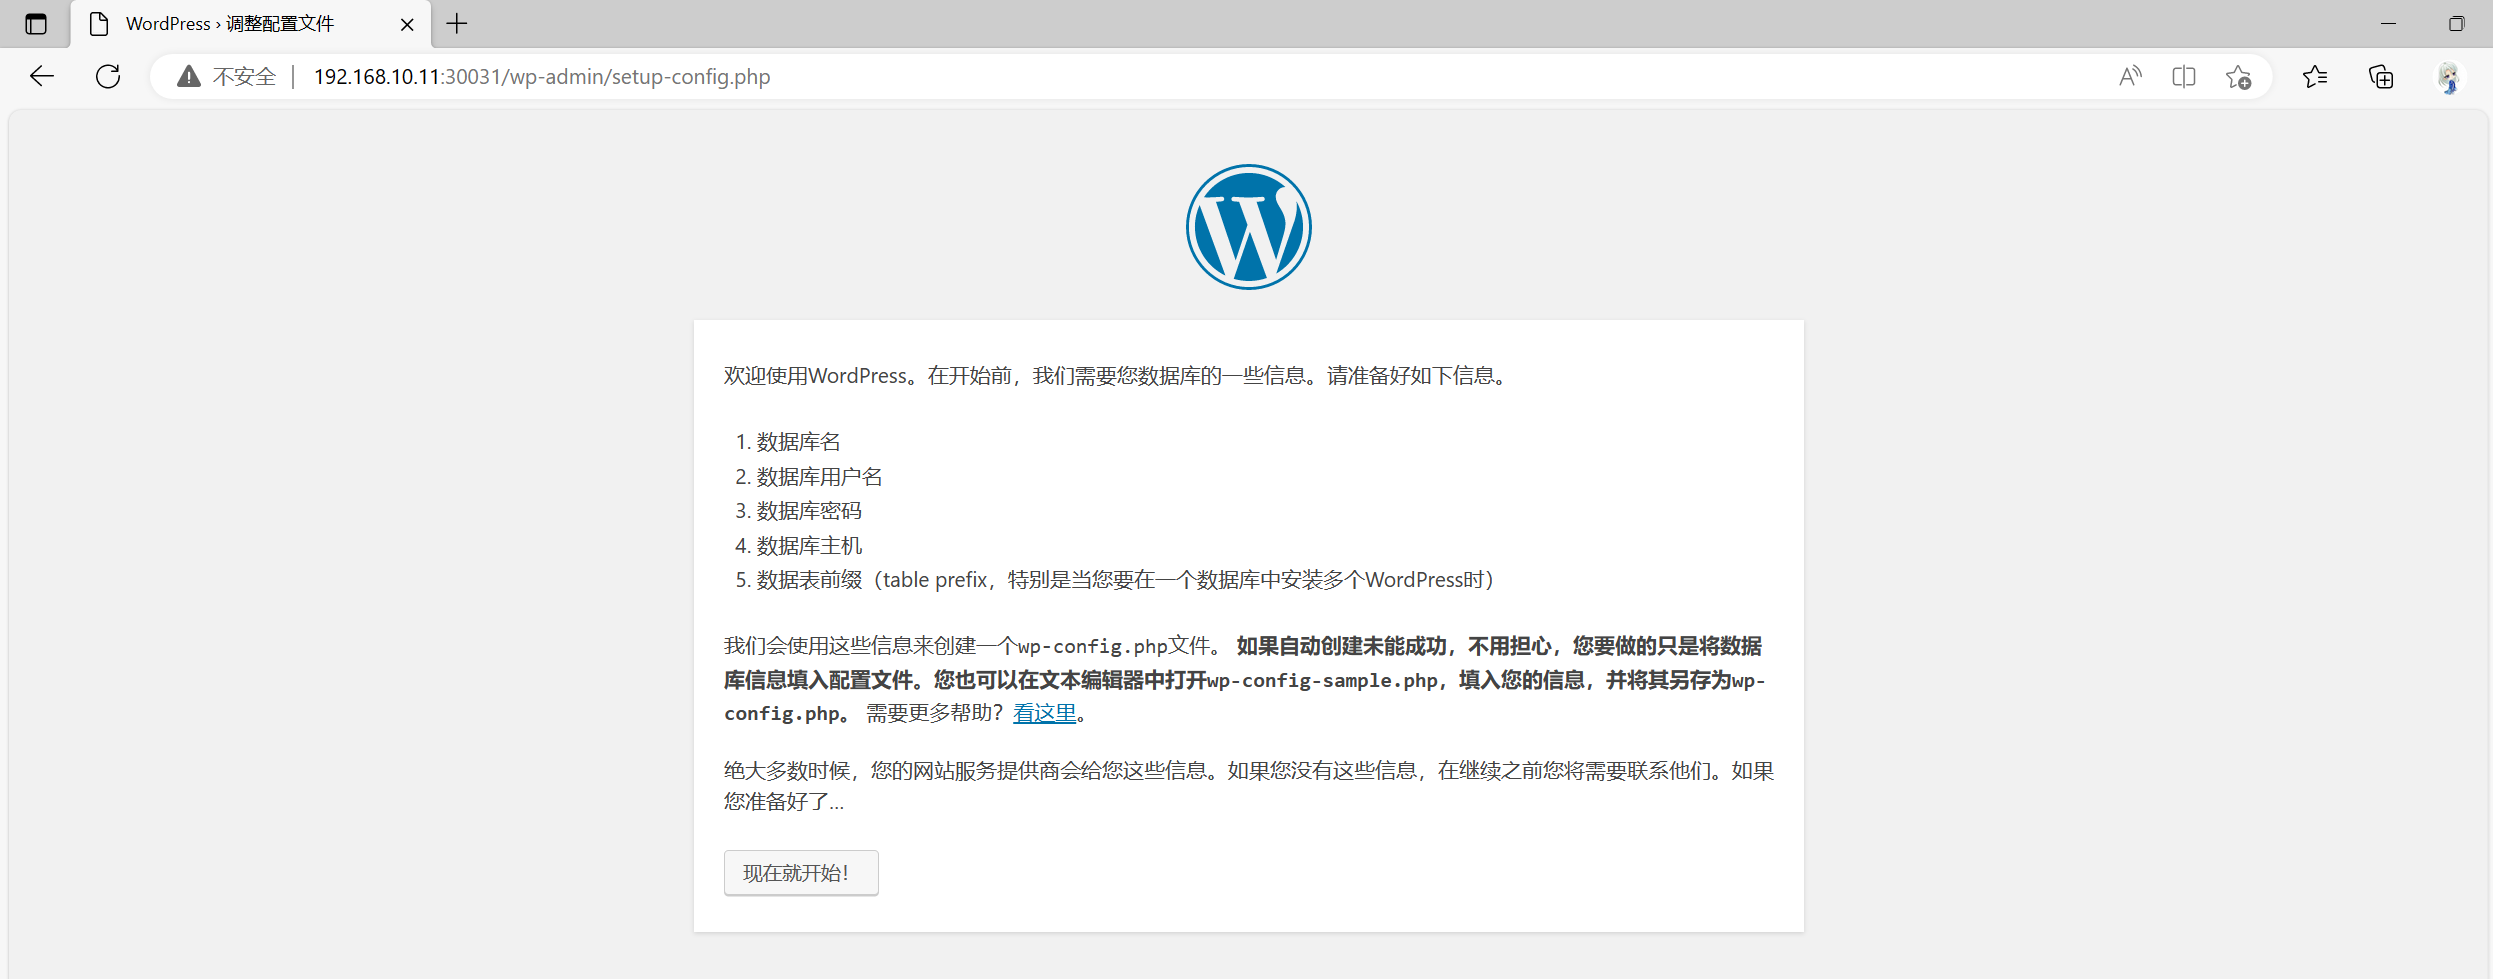 WordPress › 调整配置文件
不安全 192.168.10.11:30031/wp-admin/setup-config.php
欢迎使用WordPress。在开始前，我们需要您数据库的一些信息。请准备好如下信息。
1. 数据库名
2. 数据库用户名
3. 数据库密码
4. 数据库主机
5. 数据表前缀（table prefix，特别是当您要在一个数据库中安装多个WordPress时）
我们会使用这些信息来创建一个wp-config.php文件。 如果自动创建未能成功，不用担心，您要做的只是将数据
库信息填入配置文件。您也可以在文本编辑器中打开wp-config-sample.php，填入您的信息，并将其另存为wp-
config.php。 需要更多帮助？看这里。
绝大多数时候，您的网站服务提供商会给您这些信息。如果您没有这些信息，在继续之前您将需要联系他们。如果
您准备好了…
现在就开始！